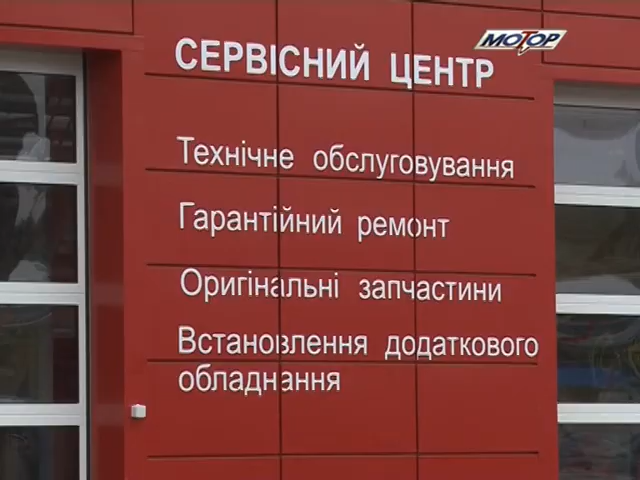 МОТОР
СЕРВІСНИЙ ЦЕНТР
Технічне обслуговування
Гарантійний ремонт
Оригінальні запчастини
Встановлення додаткового
обладнання